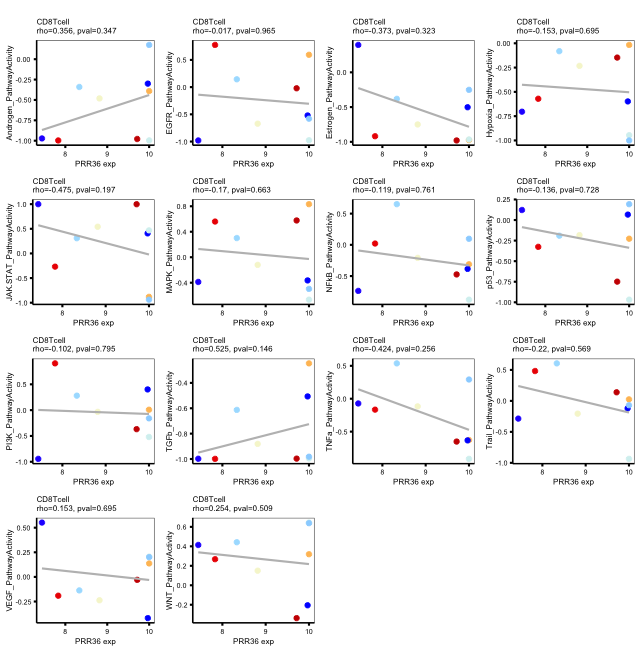 CD8Tcell
rho=0.356, pval=0.347
Androgen_PathwayActivity
0.00
-0.25
-0.50
-0.75
-1.00
8
9
10
PRR36 exp
CD8Tcell
rho=-0.017, pval=0.965
EGFR_PathwayActivity
0.5
0.0
-0.5
-1.0
8
9
10
PRR36 exp
CD8Tcell
rho=-0.373, pval=0.323
Estrogen_PathwayActivity
0.0
-0.5
-1.0
8
9
10
PRR36 exp
CD8Tcell
rho=-0.153, pval=0.695
Hypoxia_PathwayActivity
0.00
-0.25
-0.50
-0.75
-1.00
8
9
10
PRR36 exp
CD8Tcell
rho=-0.475, pval=0.197
JAK.STAT_PathwayActivity
1.0
0.5
0.0
-0.5
-1.0
8
9
10
PRR36 exp
CD8Tcell
rho=-0.17, pval=0.663
MAPK_PathwayActivity
0.8
0.4
0.0
-0.4
8
9
10
PRR36 exp
CD8Tcell
rho=-0.119, pval=0.761
NFkB_PathwayActivity
0.5
0.0
-0.5
8
9
10
PRR36 exp
CD8Tcell
rho=-0.136, pval=0.728
p53_PathwayActivity
0.25
0.00
-0.25
-0.50
-0.75
-1.00
8
9
10
PRR36 exp
CD8Tcell
rho=-0.102, pval=0.795
PI3K_PathwayActivity
0.5
0.0
-0.5
-1.0
8
9
10
PRR36 exp
CD8Tcell
rho=0.525, pval=0.146
TGFb_PathwayActivity
-0.4
-0.6
-0.8
-1.0
8
9
10
PRR36 exp
CD8Tcell
rho=-0.424, pval=0.256
TNFa_PathwayActivity
0.5
0.0
-0.5
8
9
10
PRR36 exp
CD8Tcell
rho=-0.22, pval=0.569
Trail_PathwayActivity
0.5
0.0
-0.5
-1.0
8
9
10
PRR36 exp
CD8Tcell
rho=0.153, pval=0.695
VEGF_PathwayActivity
0.50
0.25
0.00
-0.25
8
9
10
PRR36 exp
CD8Tcell
rho=0.254, pval=0.509
WNT_PathwayActivity
0.6
0.4
0.2
0.0
-0.2
8
9
10
PRR36 exp